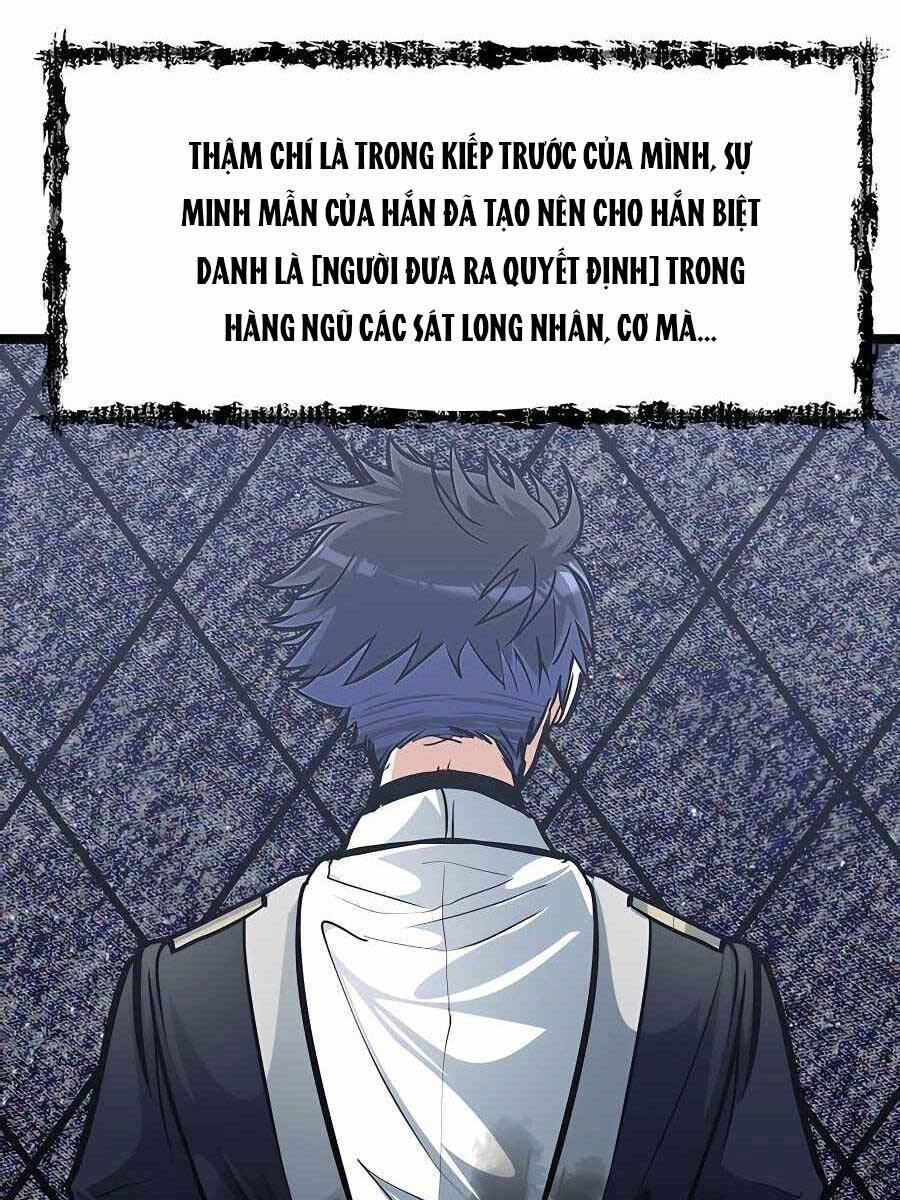 THẬM CHÍ LÀ TRONG KIẾP TRƯỚC CỦA MÌNH, SỰ
MINH MẪN CỦA HẮN ĐÃ TẠO NÊN CHO HẮN BIỆT
DANH LÀ [NGƯỜI ĐƯA RA QUYẾT ĐỊNH] TRONG
HÀNG NGŨ CÁC SÁT LONG NHÂN, CƠ MÀ...